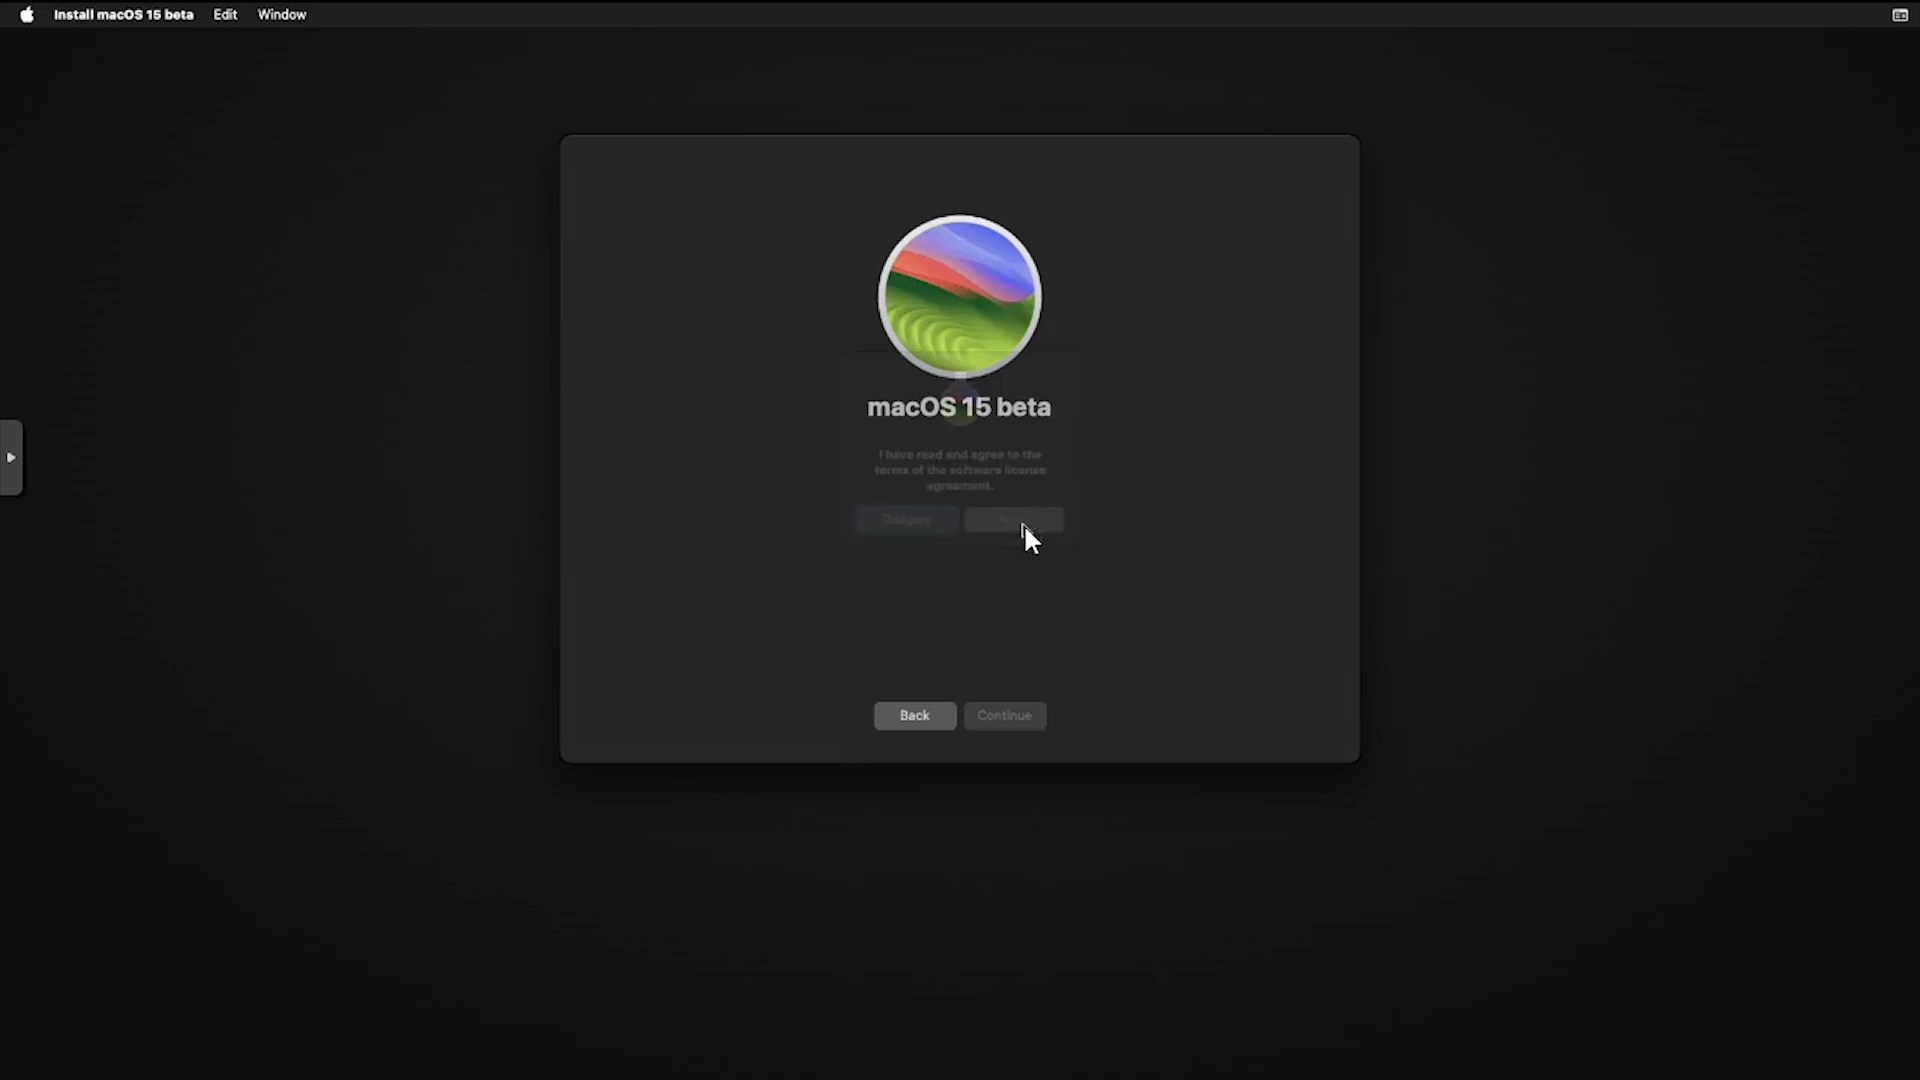 Install macOS 15 beta Edit Window
macOS 15 beta
I have read and agree to the
terms of the software license
agreement.
Disagree
Back Continue